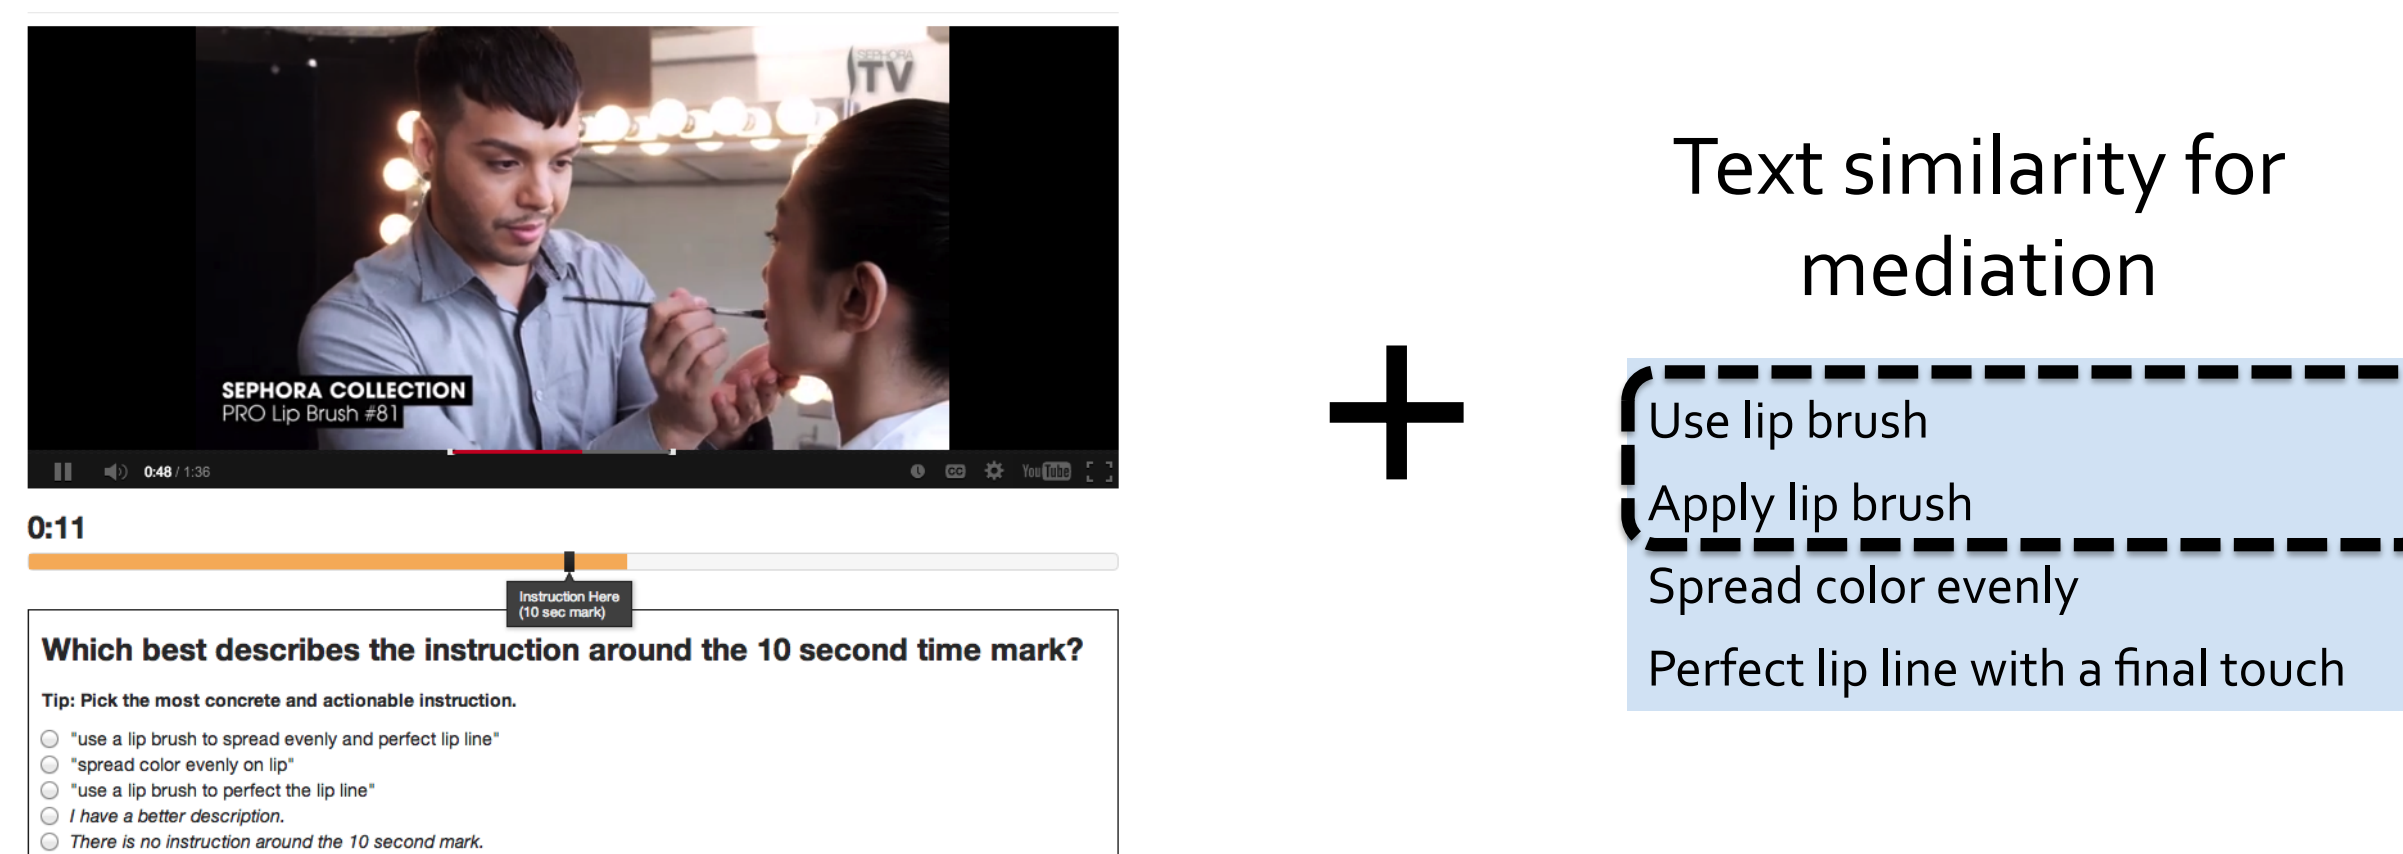 SEPHORA
TV
SEPHORA COLLECTION
PRO Lip Brush #81
0:48 / 1:36
CC
YouTube
0:11
Instruction Here
(10 sec mark)
Which best describes the instruction around the 10 second time mark?
Tip: Pick the most concrete and actionable instruction.
"use a lip brush to spread evenly and perfect lip line"
"spread color evenly on lip"
"use a lip brush to perfect the lip line"
I have a better description.
There is no instruction around the 10 second mark.
+
Text similarity for
mediation
Use lip brush
Apply lip brush
Spread color evenly
Perfect lip line with a final touch